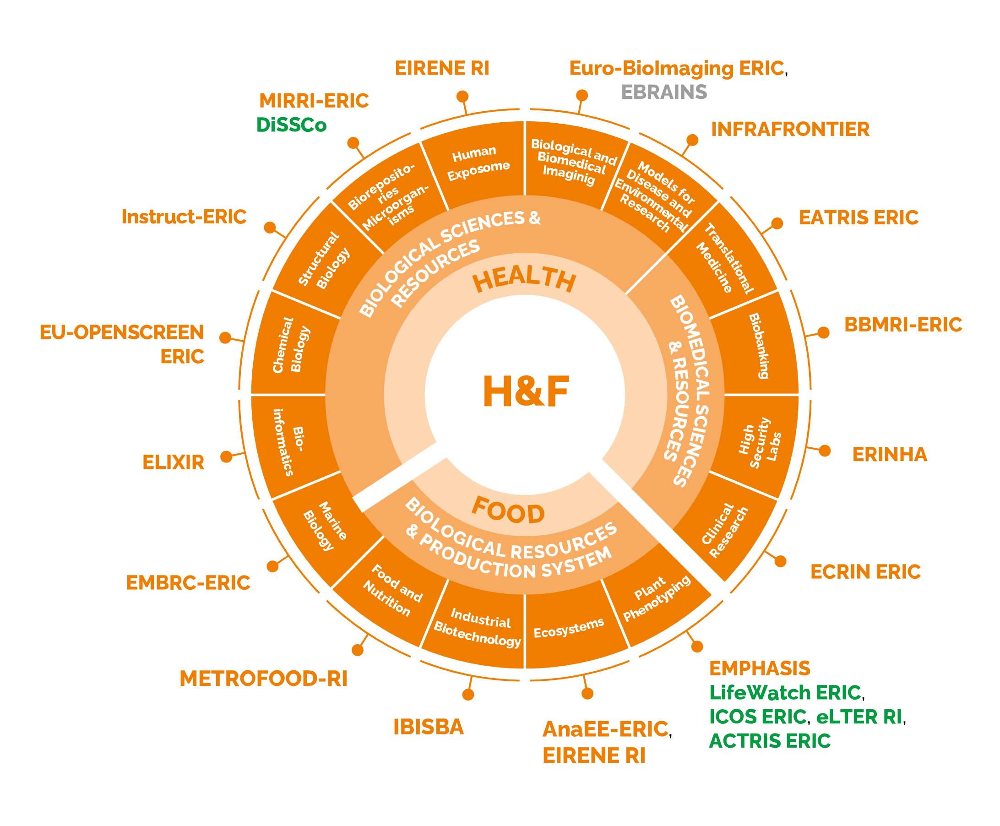 EIRENE RI
Euro-BioImaging ERIC,
EBRAINS
MIRRI-ERIC
DiSSCo
INFRAFRONTIER
Instruct-ERIC
EATRIS ERIC
EU-OPENSCREEN
ERIC
BBMRI-ERIC
ELIXIR
ERINHA
EMBRC-ERIC
ECRIN ERIC
METROFOOD-RI
IBISBA
AnaEE-ERIC,
EIRENE RI
EMPHASIS
LifeWatch ERIC,
ICOS ERIC, eLTER RI,
ACTRIS ERIC
Human
Exposome
Biological and
Biomedical
Imaginig
Models for
Disease and
Environmental
Research
Translational
Medicine
Biobanking
High
Security
Labs
Clinical
Research
Plant
Phenotyping
Ecosystems
Industrial
Biotechnology
Food and
Nutrition
Marine
Biology
Bio-
informatics
Chemical
Biology
Structural
Biology
Bioreposito-
ries
Microorgan-
isms
BIOLOGICAL SCIENCES &
RESOURCES
BIOMEDICAL SCIENCES
& RESOURCES
BIOLOGICAL RESOURCES
& PRODUCTION SYSTEM
HEALTH
FOOD
H&F